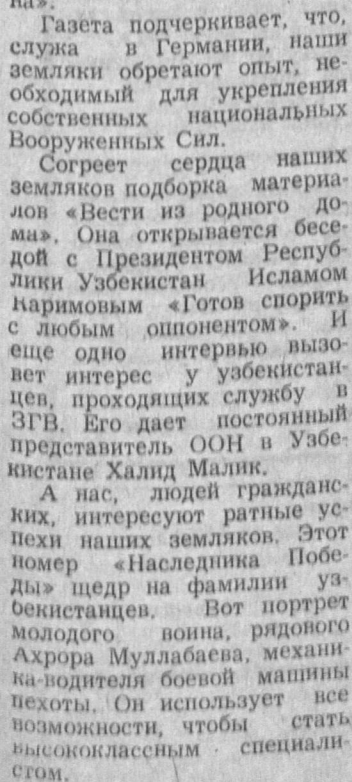 на».
Газета подчеркивает, что,
служа в Германии, наши
земляки обретают опыт, не-
обходимый для укрепления
собственных национальных
Вооруженных Сил.
Согреет сердца наших
земляков подборка материа-
лов «Вести из родного до-
ма». Она открывается бесе-
дой с Президентом Респуб-
лики Узбекистан Исламом
Каримовым «Готов спорить
с любым оппонентом». И
еще одно интервью вызо-
вет интерес у узбекистан-
цев, проходящих службу в
ЗГВ. Его дает постоянный
представитель ООН в Узбе-
кистане Халид Малик.
А нас, людей гражданс-
ких, интересуют ратные ус-
пехи наших земляков. Этот
номер «Наследника Побе-
ды» щедр на фамилии уз-
бекистанцев. Вот портрет
молодого воина, рядового
Ахрора Муллабаева, механи-
ка-водителя боевой машины
пехоты. Он использует все
возможности, чтобы стать
высококлассным специали-
стом.